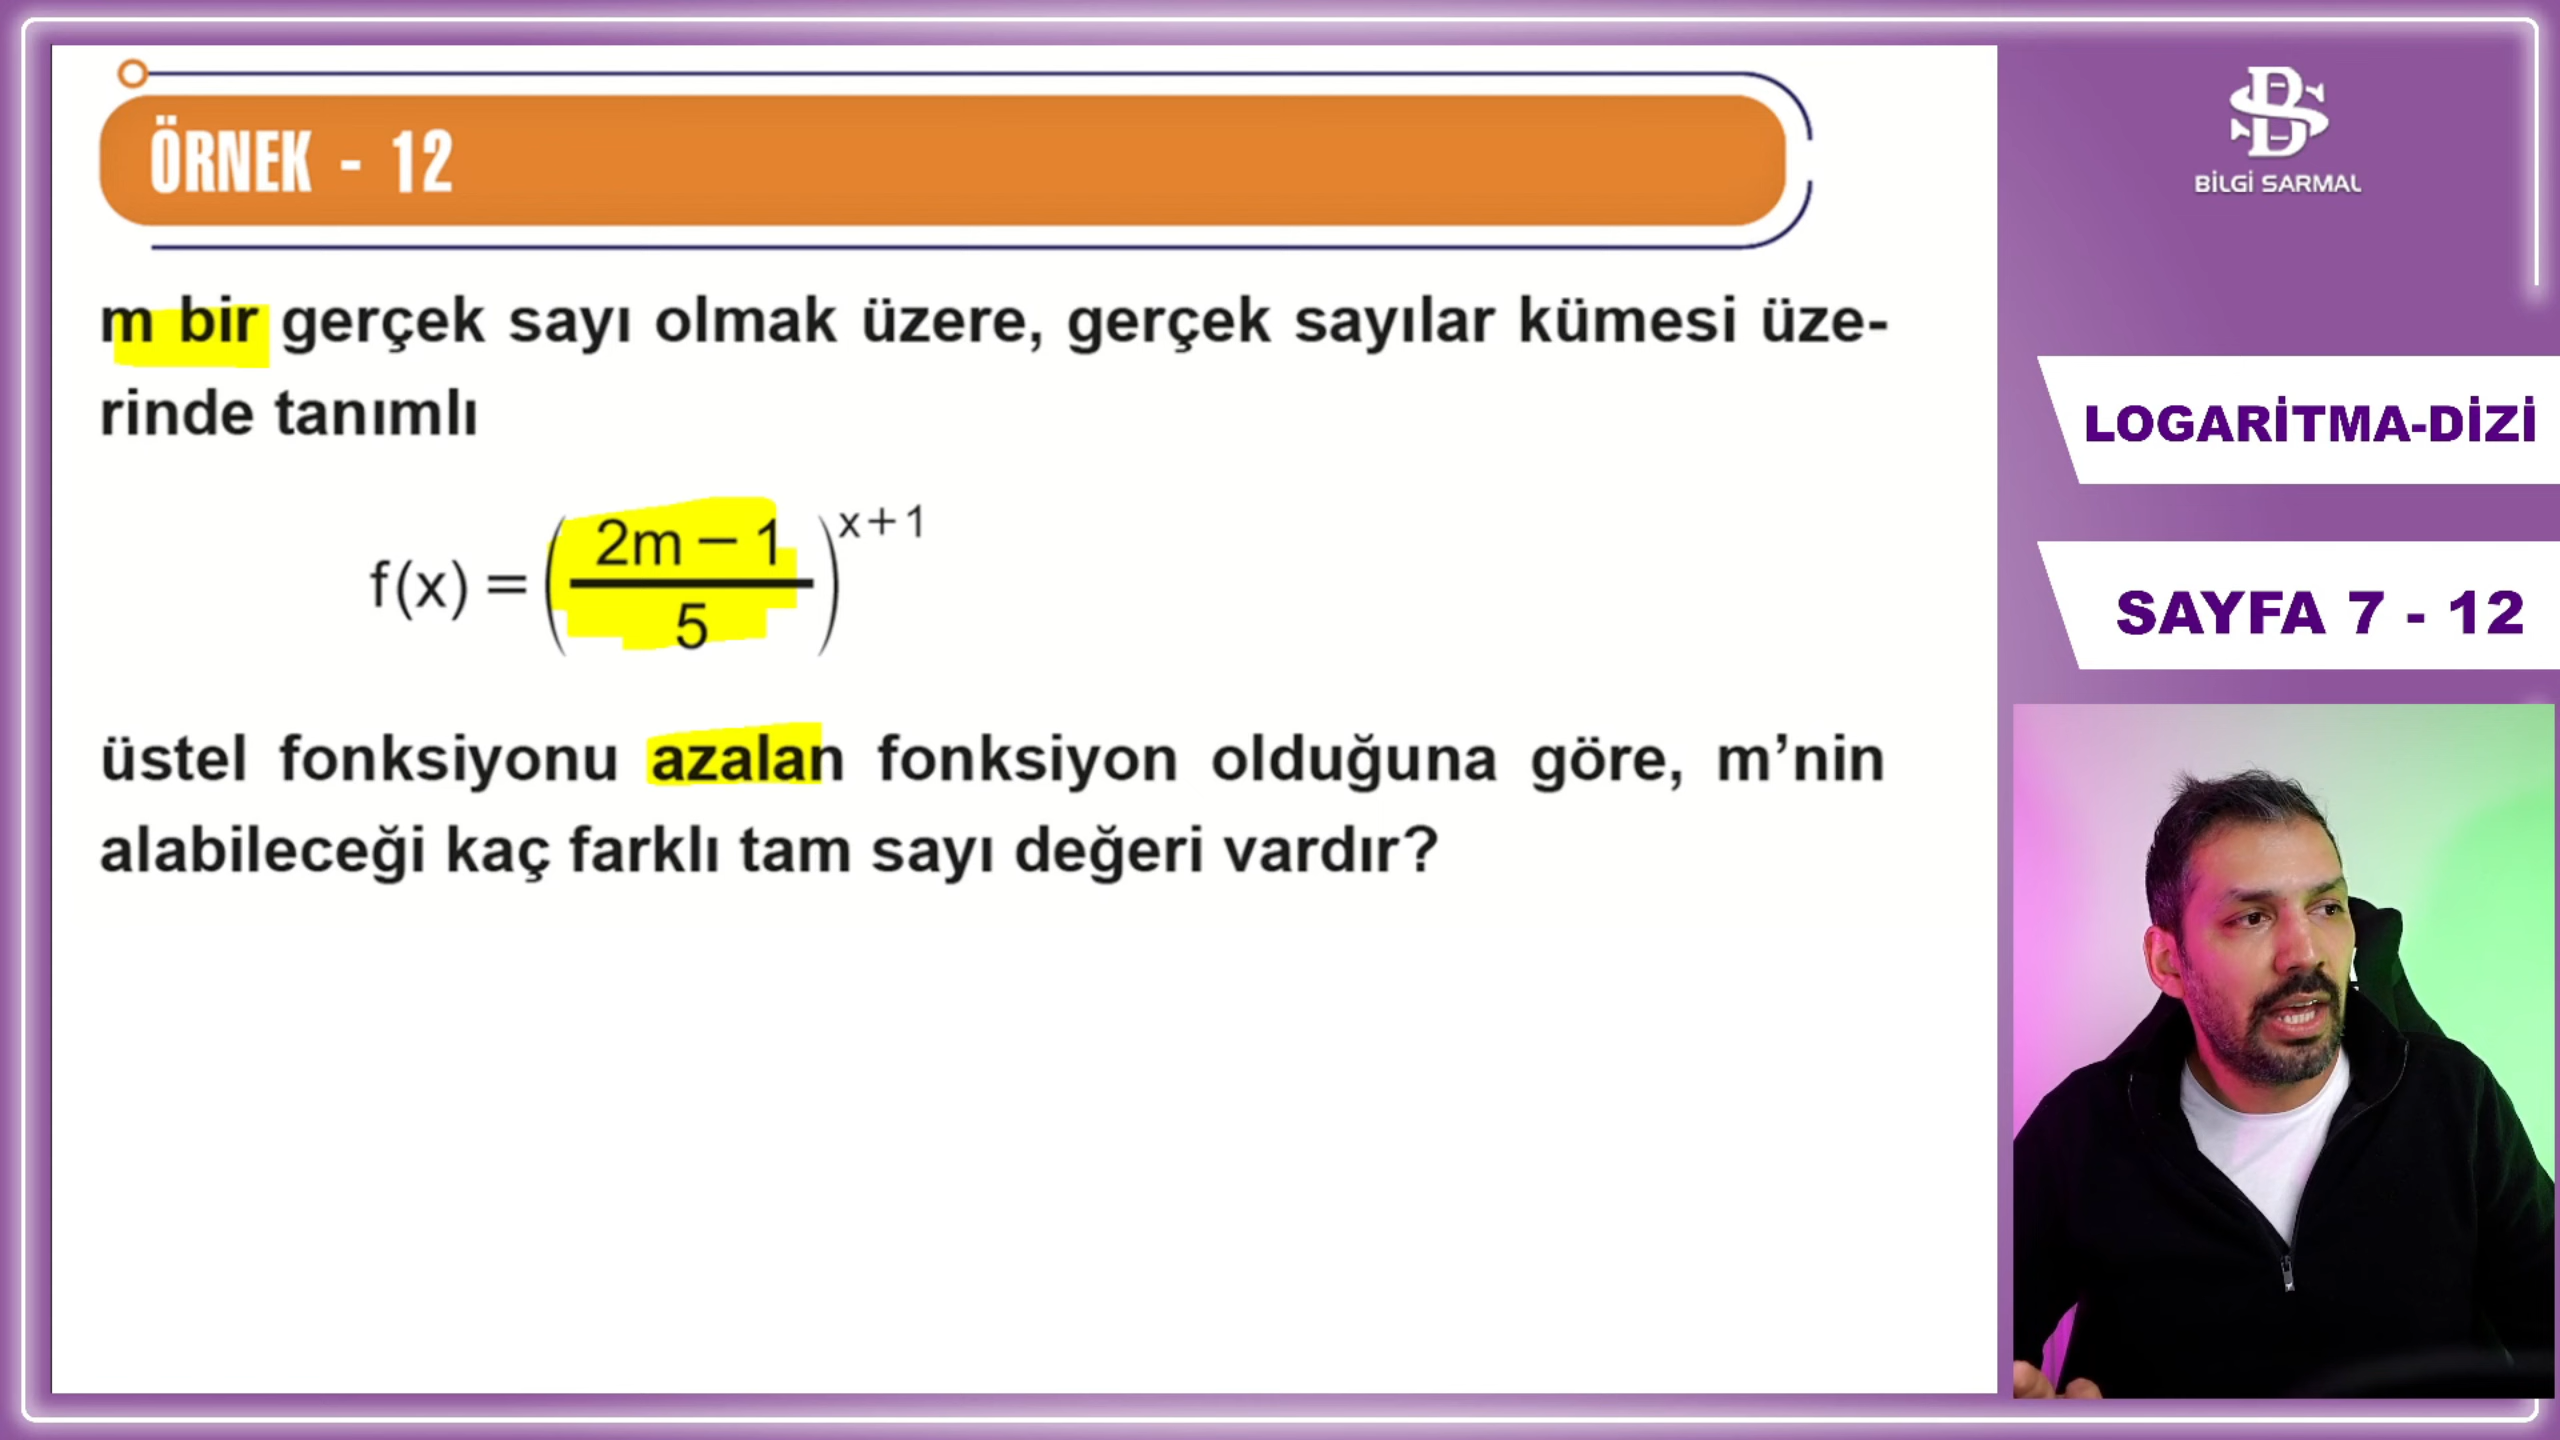 ÖRNEK - 12
m bir gerçek sayı olmak üzere, gerçek sayılar kümesi üze-
rinde tanımlı
f(x) = ( (2m − 1) / 5 )^(x+1)
üstel fonksiyonu azalan fonksiyon olduğuna göre, m’nin
alabileceği kaç farklı tam sayı değeri vardır?
BİLGİ SARMAL
LOGARİTMA-DİZİ
SAYFA 7 - 12